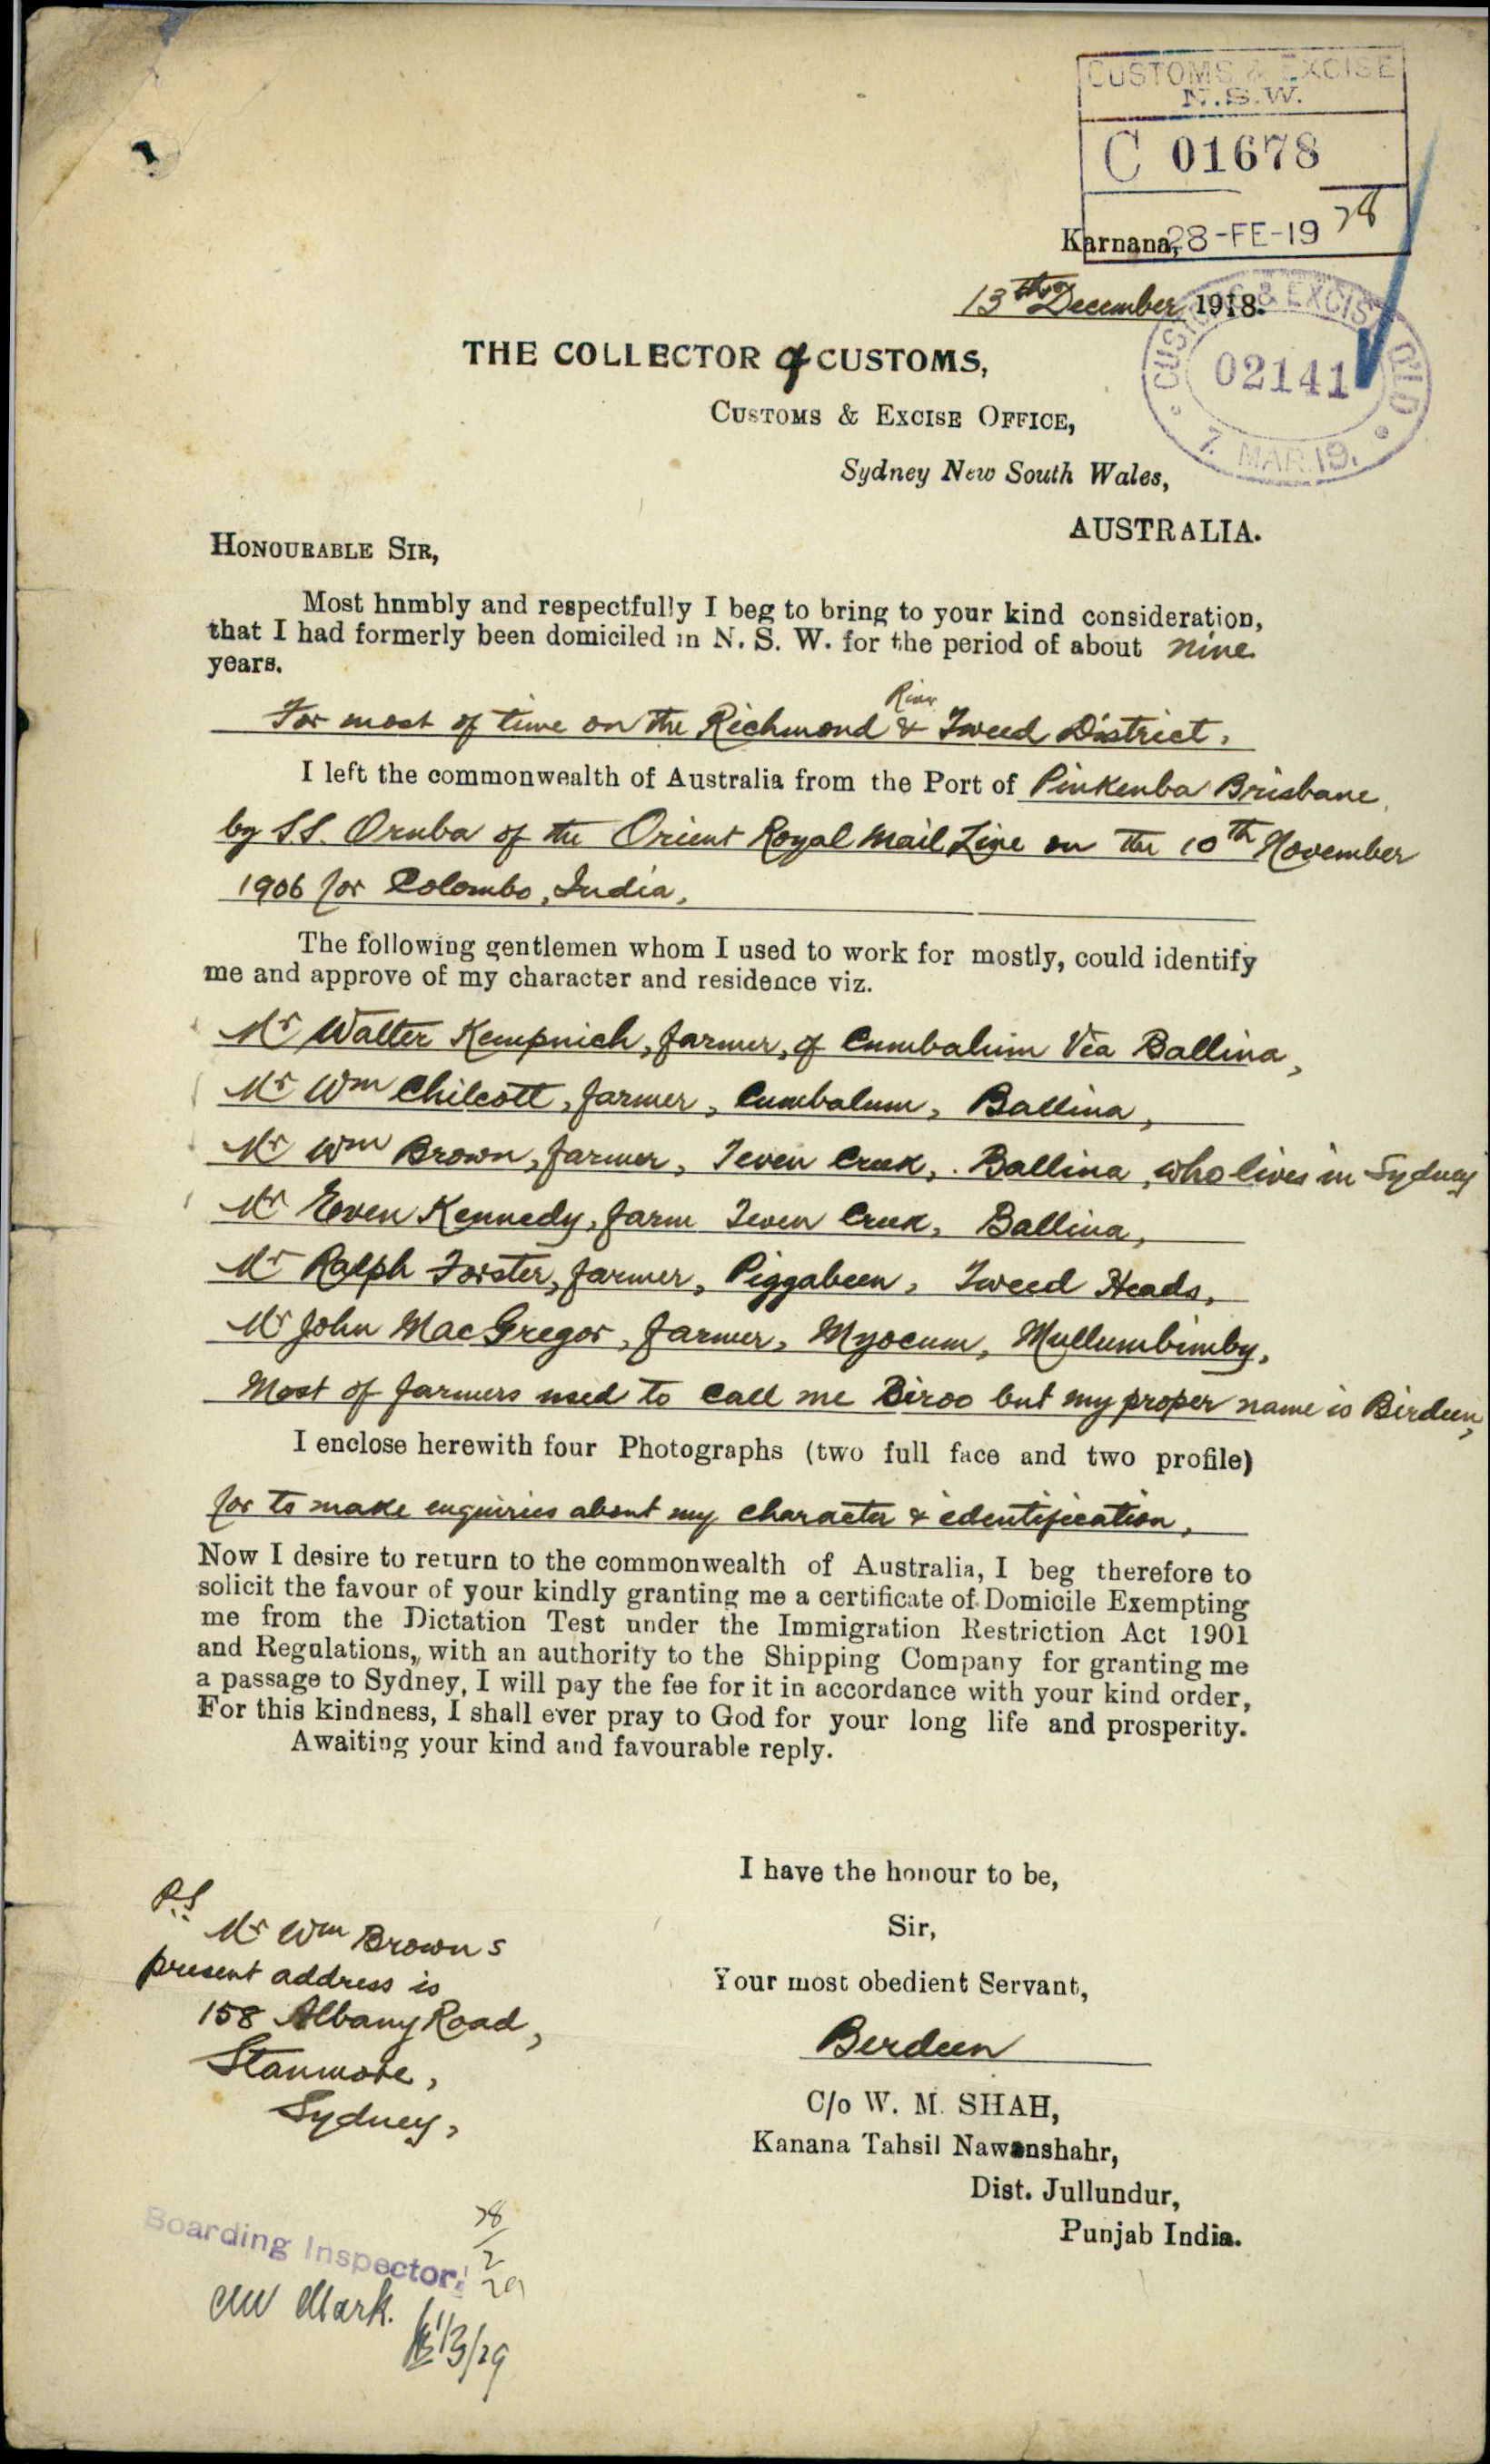 CUSTOMS & EXCISE
N.S.W.
C 01678
Karnana, 28-FE-19
13th December 1918.
CUSTOMS & EXCISE QLD
02141
7. MAR.19.
THE COLLECTOR of CUSTOMS,
CUSTOMS & EXCISE OFFICE,
Sydney New South Wales,
AUSTRALIA.
HONOURABLE SIR,
Most hnmbly and respectfully I beg to bring to your kind consideration,
that I had formerly been domiciled in N. S. W. for the period of about nine
years.
River
For most of time on the Richmond & Tweed District,
I left the commonwealth of Australia from the Port of Pinkenba Brisbane,
by S.S. Oruba of the Orient Royal Mail Line on the 10th November
1906 for Colombo, India,
The following gentlemen whom I used to work for mostly, could identify
me and approve of my character and residence viz.
Mr Walter Kempnich, farmer, of Cumbalum Via Ballina,
Mr Wm Chilcott, farmer, Cumbalum, Ballina,
Mr Wm Brown, farmer, Teven Creek, Ballina, who lives in Sydney
Mr Even Kennedy, farm Teven Creek, Ballina,
Mr Ralph Forster, farmer, Piggabeen, Tweed Heads,
Mr John MacGregor, farmer, Myocum, Mullumbimby,
Most of farmers used to call me Biroo but my proper name is Birdeen,
I enclose herewith four Photographs (two full face and two profile)
for to make enquiries about my character & identification,
Now I desire to return to the commonwealth of Australia, I beg therefore to
solicit the favour of your kindly granting me a certificate of Domicile Exempting
me from the Dictation Test under the Immigration Restriction Act 1901
and Regulations,, with an authority to the Shipping Company for granting me
a passage to Sydney, I will pay the fee for it in accordance with your kind order,
For this kindness, I shall ever pray to God for your long life and prosperity.
Awaiting your kind and favourable reply.
I have the honour to be,
Sir,
Your most obedient Servant,
Berdeen
C/o W. M. SHAH,
Kanana Tahsil Nawanshahr,
Dist. Jullundur,
Punjab India.
P.S.
Mr Wm Browns
present address is
158 Albany Road,
Stanmore,
Sydney,
Boarding Inspector.
28/2
Mark.